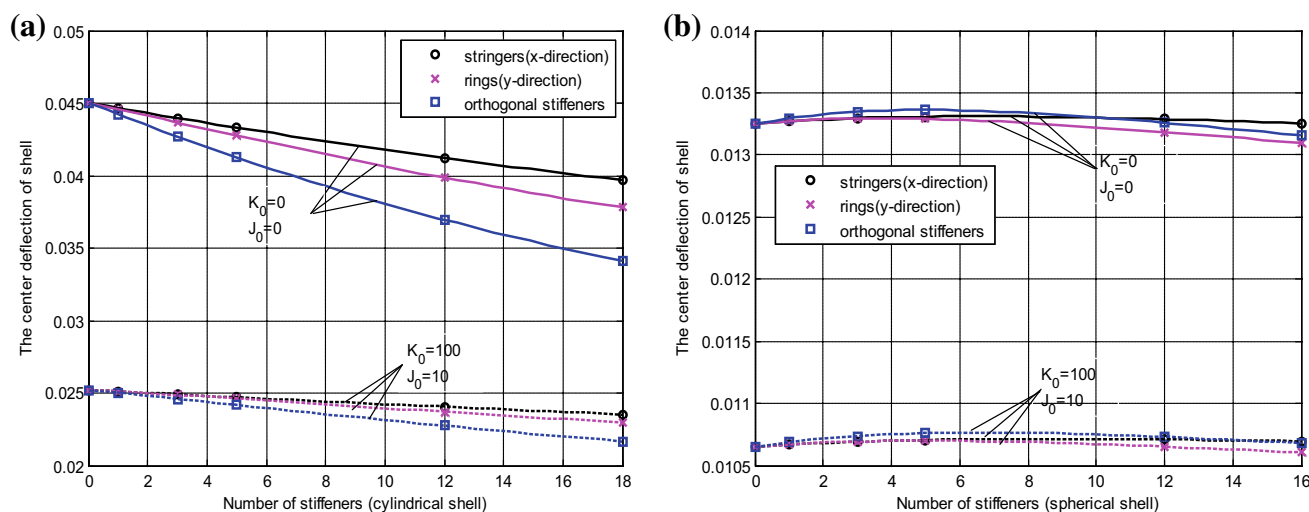 (a)
The center deflection of shell
0.05
0.045
0.04
0.035
0.03
0.025
0.02
stringers(x-direction)
rings(y-direction)
orthogonal stiffeners
K0=0
J0=0
K0=100
J0=10
0 2 4 6 8 10 12 14 16 18
Number of stiffeners (cylindrical shell)
(b)
The center deflection of shell
0.014
0.0135
0.013
0.0125
0.012
0.0115
0.011
0.0105
K0=0
J0=0
stringers(x-direction)
rings(y-direction)
orthogonal stiffeners
K0=100
J0=10
0 2 4 6 8 10 12 14 16
Number of stiffeners (spherical shell)